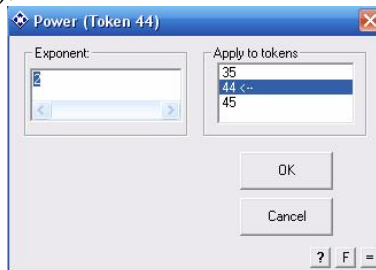 Power (Token 44)
Exponent:
2
Apply to tokens
35
44 <--
45
OK
Cancel
? F =